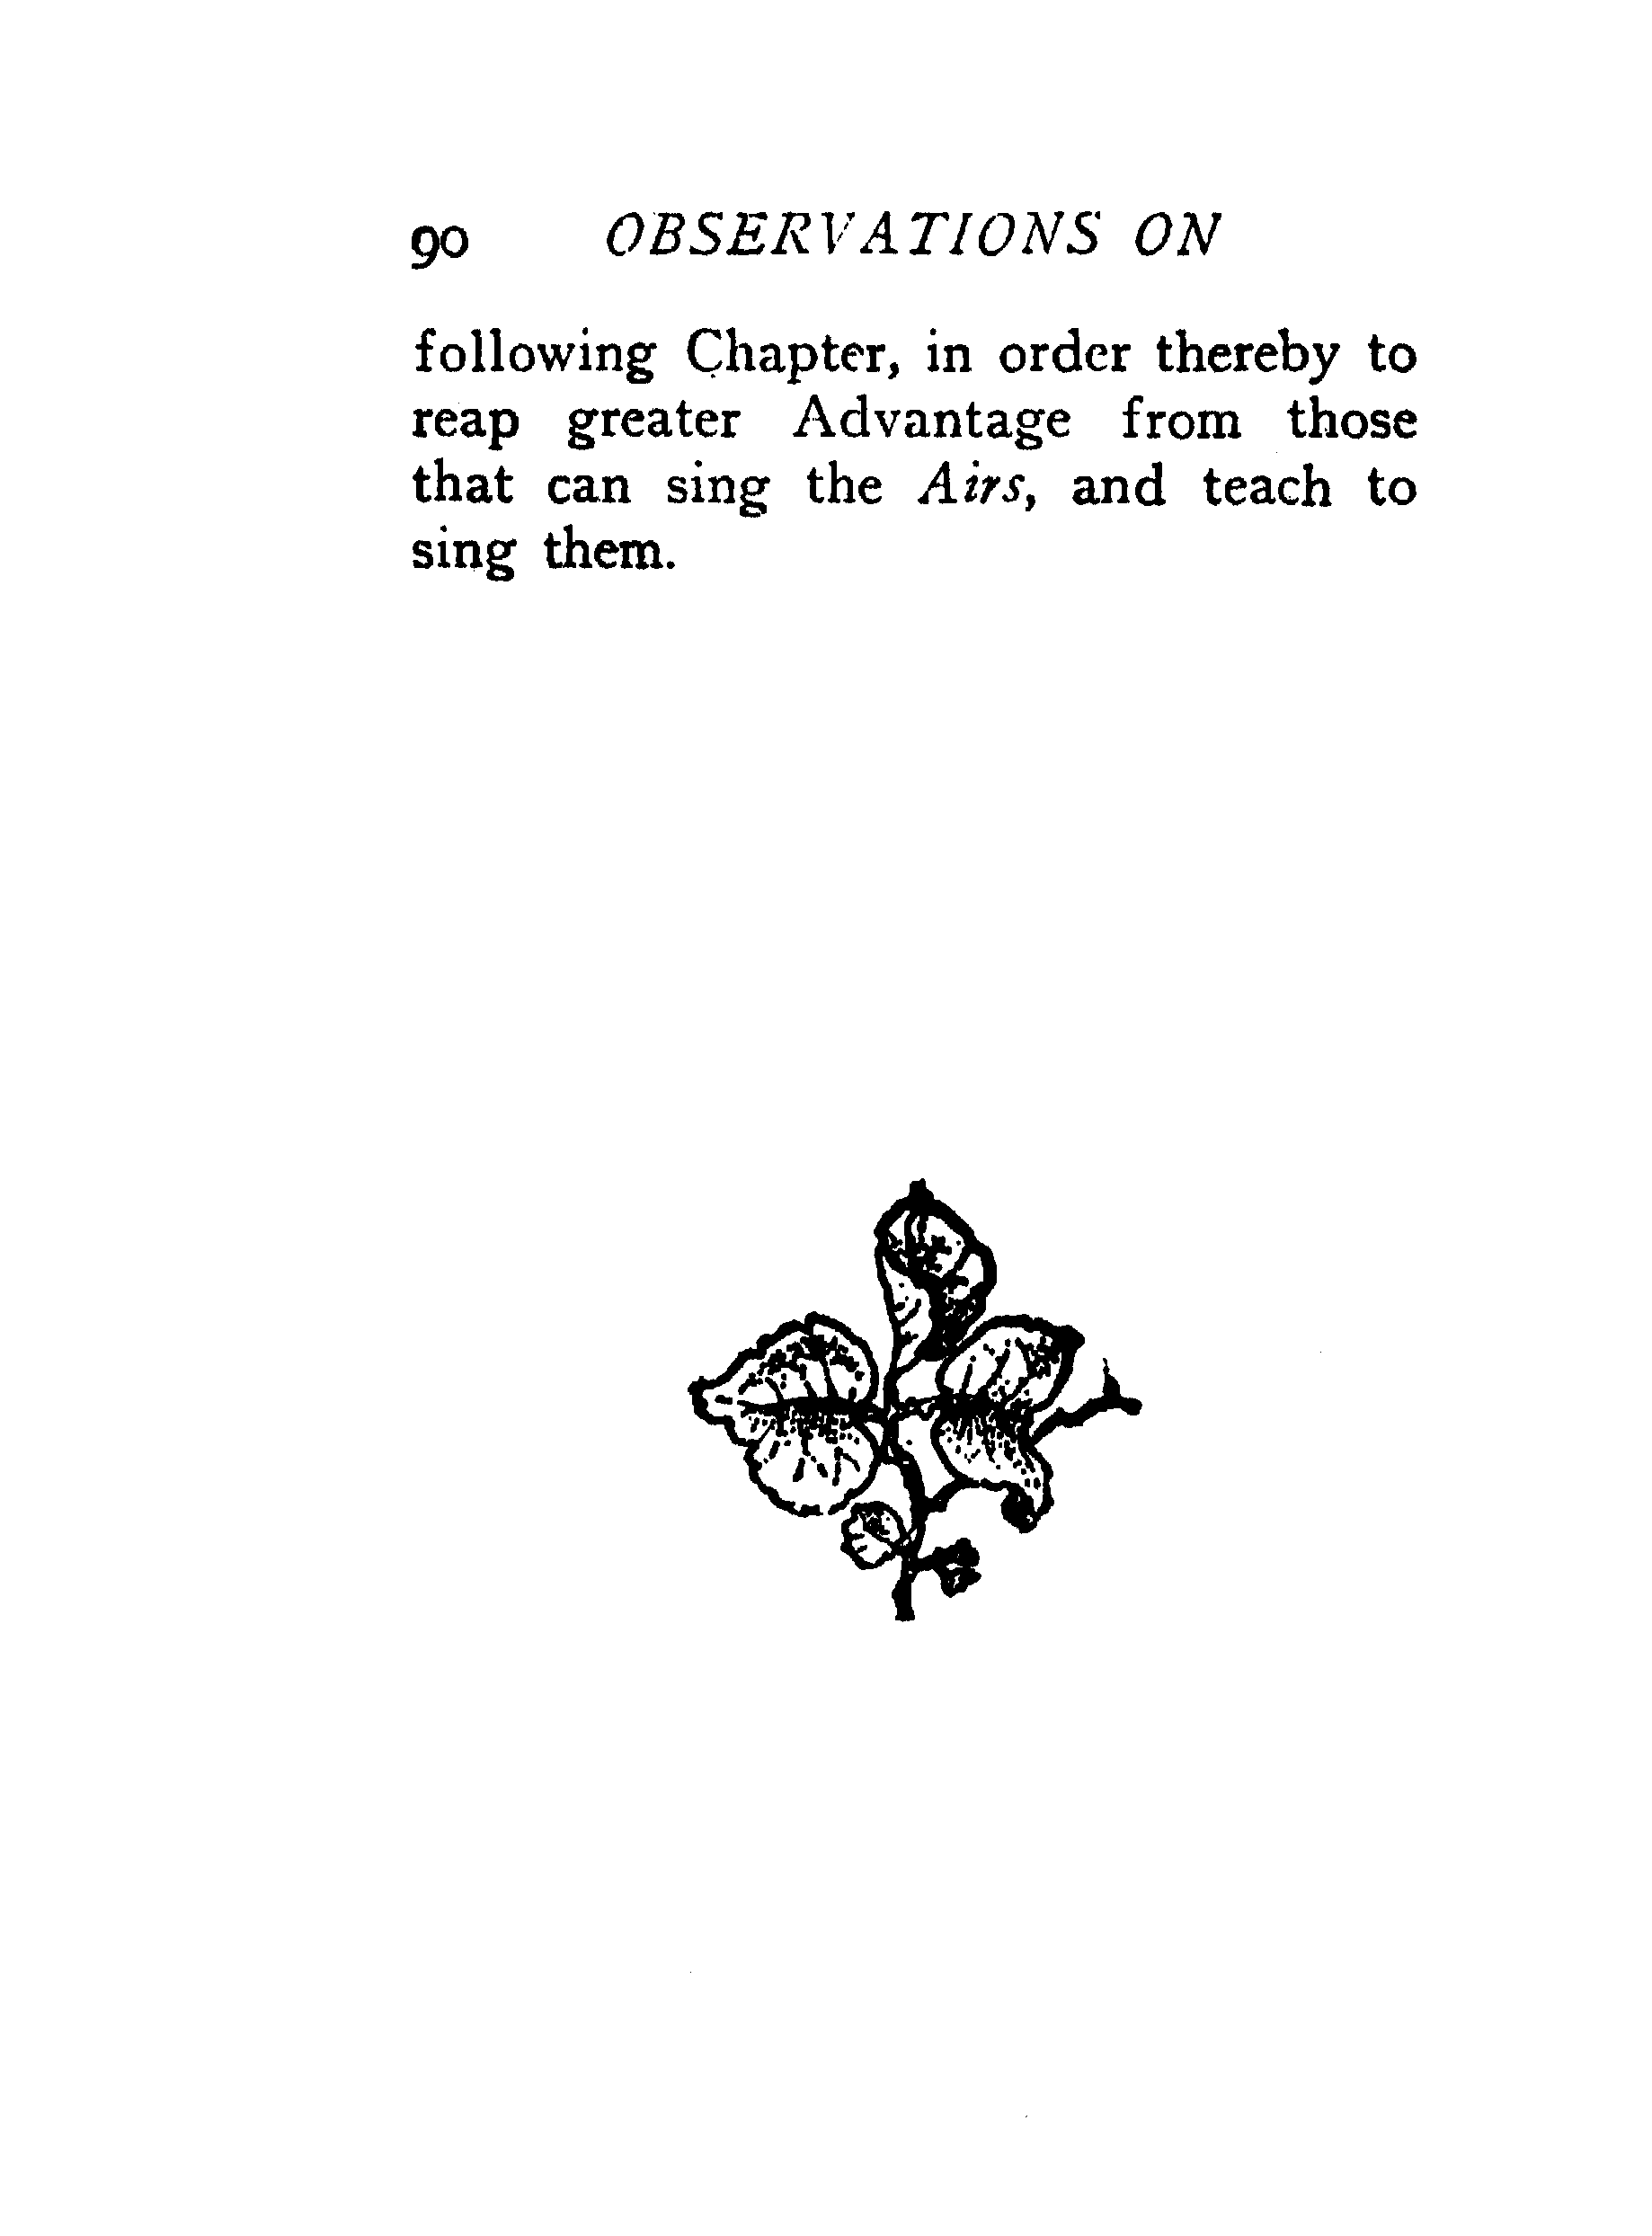 90 OBSERVATIONS ON
following Chapter, in order thereby to
reap greater Advantage from those
that can sing the Airs, and teach to
sing them.